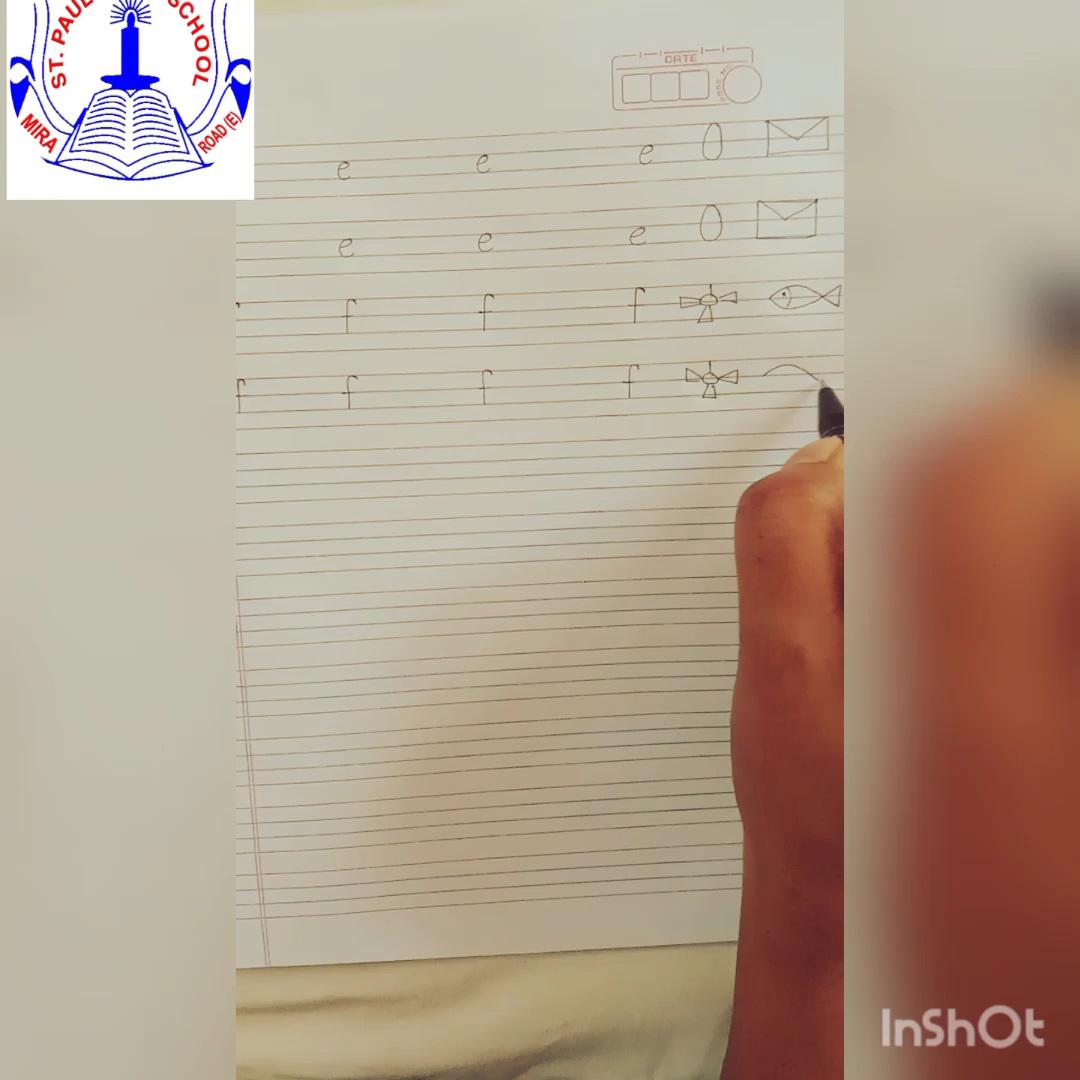 ST. PAUL
SCHOOL
MIRA
ROAD (E)
DATE
e e e
e e e
f f f
f f f f
InShOt